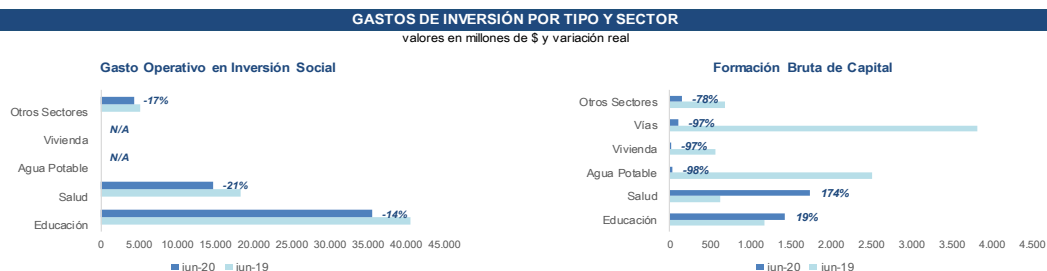 GASTOS DE INVERSIÓN POR TIPO Y SECTOR
valores en millones de $ y variación real
Gasto Operativo en Inversión Social
Otros Sectores
-17%
Vivienda
N/A
Agua Potable
N/A
Salud
-21%
Educación
-14%
0 5.000 10.000 15.000 20.000 25.000 30.000 35.000 40.000 45.000
jun-20 jun-19
Formación Bruta de Capital
Otros Sectores
-78%
Vías
-97%
Vivienda
-97%
Agua Potable
-98%
Salud
174%
Educación
19%
0 500 1.000 1.500 2.000 2.500 3.000 3.500 4.000 4.500
jun-20 jun-19